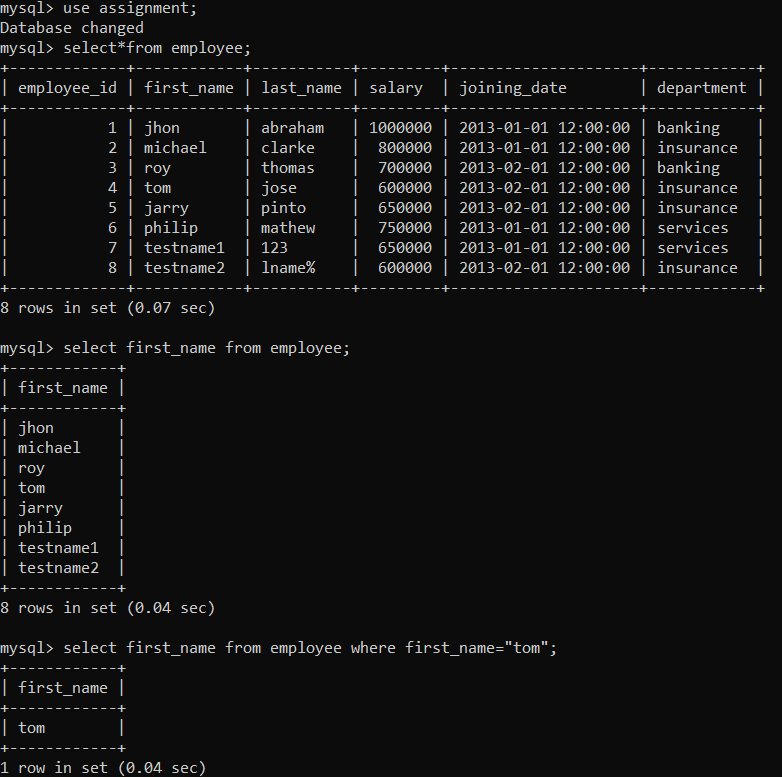 mysql> use assignment;
Database changed
mysql> select*from employee;
+-------------+------------+-----------+---------+---------------------+------------+
| employee_id | first_name | last_name | salary  | joining_date        | department |
+-------------+------------+-----------+---------+---------------------+------------+
|           1 | jhon       | abraham   | 1000000 | 2013-01-01 12:00:00 | banking    |
|           2 | michael    | clarke    |  800000 | 2013-01-01 12:00:00 | insurance  |
|           3 | roy        | thomas    |  700000 | 2013-02-01 12:00:00 | banking    |
|           4 | tom        | jose      |  600000 | 2013-02-01 12:00:00 | insurance  |
|           5 | jarry      | pinto     |  650000 | 2013-02-01 12:00:00 | insurance  |
|           6 | philip     | mathew    |  750000 | 2013-01-01 12:00:00 | services   |
|           7 | testname1  | 123       |  650000 | 2013-01-01 12:00:00 | services   |
|           8 | testname2  | lname%    |  600000 | 2013-02-01 12:00:00 | insurance  |
+-------------+------------+-----------+---------+---------------------+------------+
8 rows in set (0.07 sec)

mysql> select first_name from employee;
+------------+
| first_name |
+------------+
| jhon       |
| michael    |
| roy        |
| tom        |
| jarry      |
| philip     |
| testname1  |
| testname2  |
+------------+
8 rows in set (0.04 sec)

mysql> select first_name from employee where first_name="tom";
+------------+
| first_name |
+------------+
| tom        |
+------------+
1 row in set (0.04 sec)